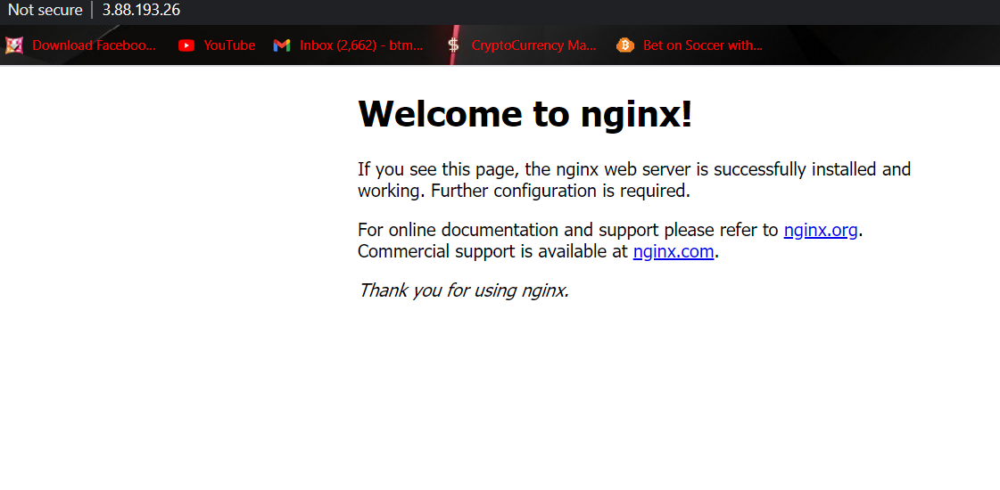 Not secure | 3.88.193.26
Download Faceboo... YouTube Inbox (2,662) - btm... CryptoCurrency Ma... Bet on Soccer with...
Welcome to nginx!
If you see this page, the nginx web server is successfully installed and
working. Further configuration is required.
For online documentation and support please refer to nginx.org.
Commercial support is available at nginx.com.
Thank you for using nginx.